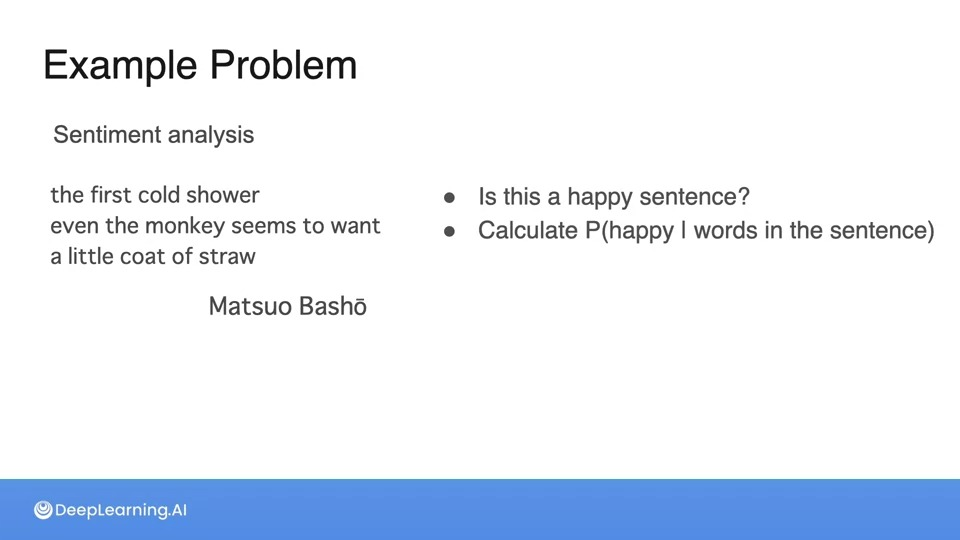 Example Problem
Sentiment analysis
the first cold shower
even the monkey seems to want
a little coat of straw
Matsuo Bashō
● Is this a happy sentence?
● Calculate P(happy | words in the sentence)
DeepLearning.AI